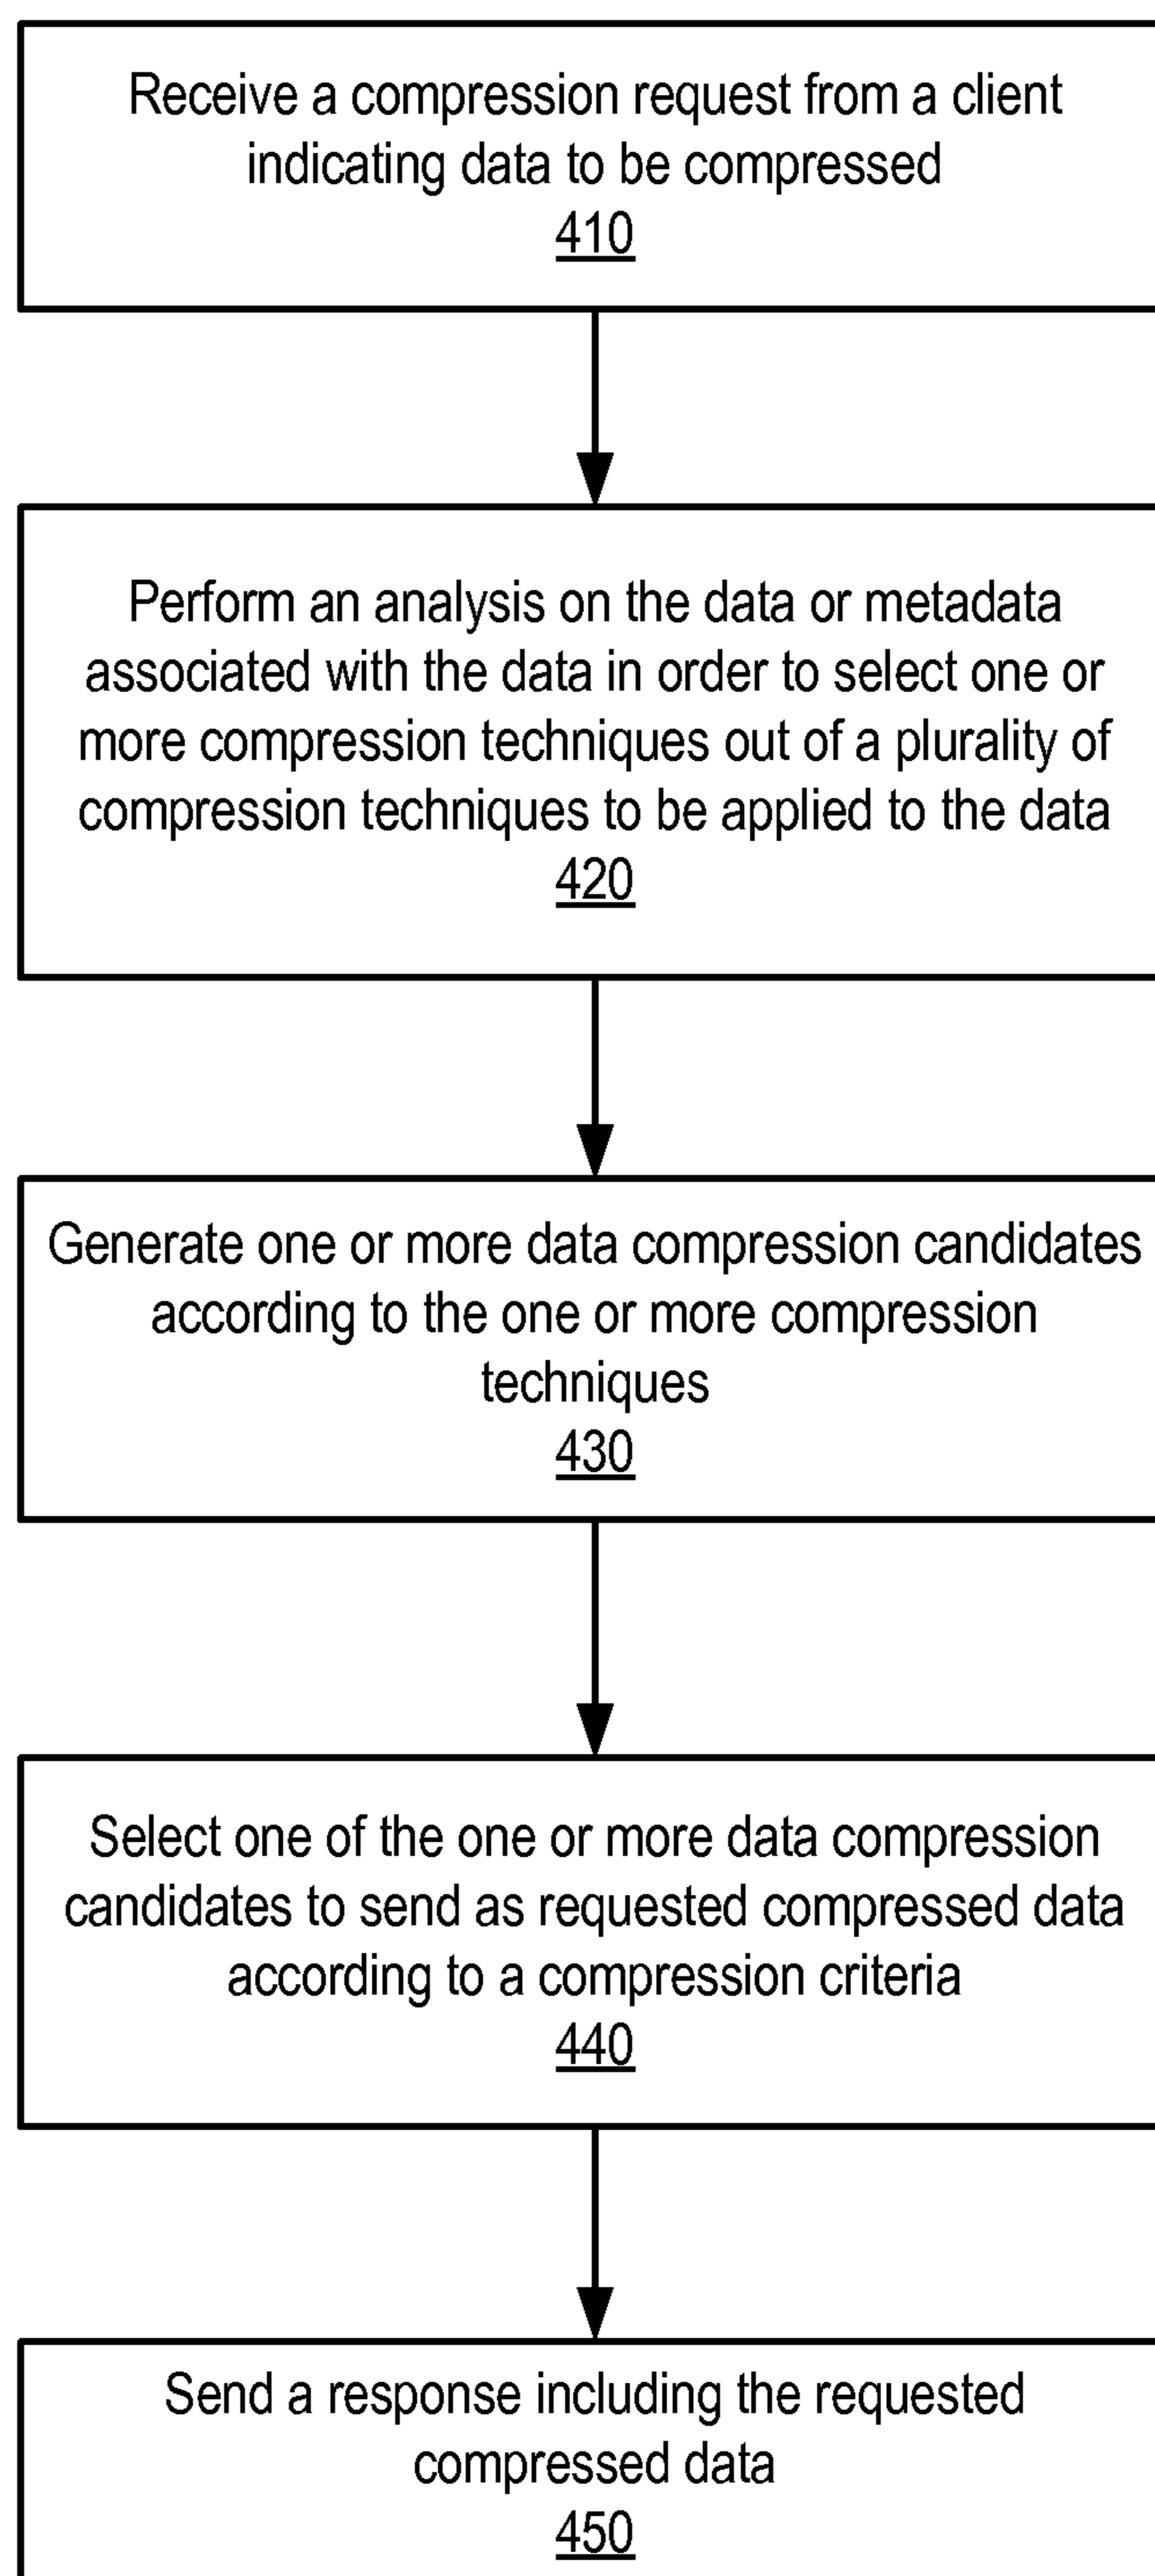 Receive a compression request from a client
indicating data to be compressed
410
Perform an analysis on the data or metadata
associated with the data in order to select one or
more compression techniques out of a plurality of
compression techniques to be applied to the data
420
Generate one or more data compression candidates
according to the one or more compression
techniques
430
Select one of the one or more data compression
candidates to send as requested compressed data
according to a compression criteria
440
Send a response including the requested
compressed data
450